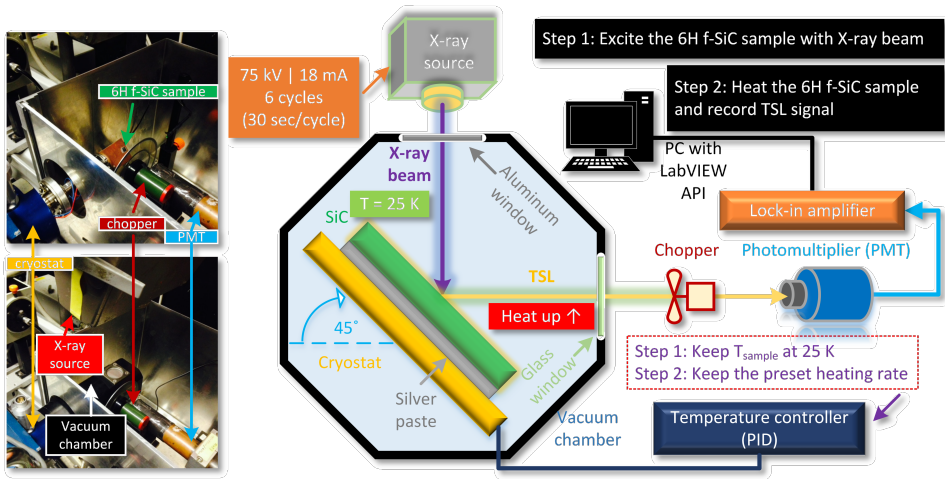 6H f-SiC sample
chopper
PMT
cryostat
X-ray
source
Vacuum
chamber
75 kV | 18 mA
6 cycles
(30 sec/cycle)
X-ray
source
X-ray
beam
Aluminum
window
T = 25 K
SiC
TSL
Heat up ↑
45°
Cryostat
Silver
paste
Glass
window
Vacuum
chamber
Step 1: Excite the 6H f-SiC sample with X-ray beam
Step 2: Heat the 6H f-SiC sample
and record TSL signal
PC with
LabVIEW
API
Lock-in amplifier
Chopper
Photomultiplier (PMT)
Step 1: Keep Tsample at 25 K
Step 2: Keep the preset heating rate
Temperature controller
(PID)